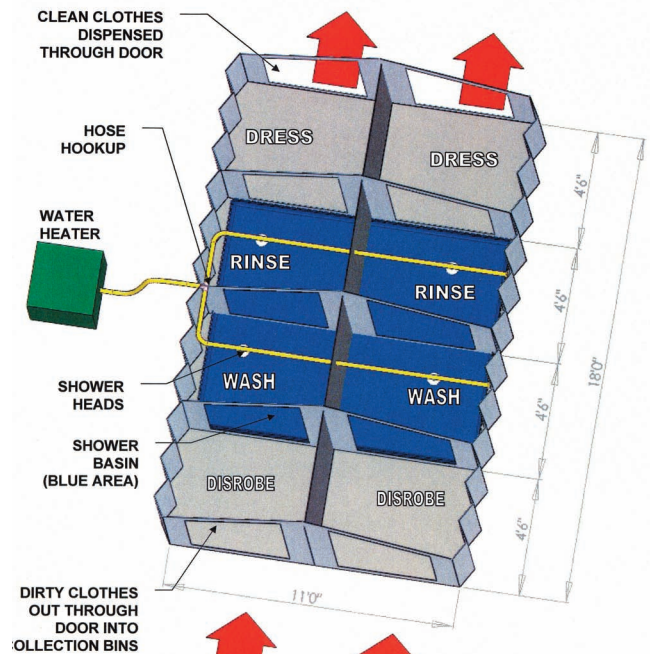 CLEAN CLOTHES
DISPENSED
THROUGH DOOR
HOSE
HOOKUP
WATER
HEATER
DRESS
DRESS
4'6"
RINSE
RINSE
4'6"
18'0"
SHOWER
HEADS
WASH
WASH
4'6"
SHOWER
BASIN
(BLUE AREA)
DISROBE
DISROBE
4'6"
DIRTY CLOTHES
OUT THROUGH
DOOR INTO
COLLECTION BINS
11'0"